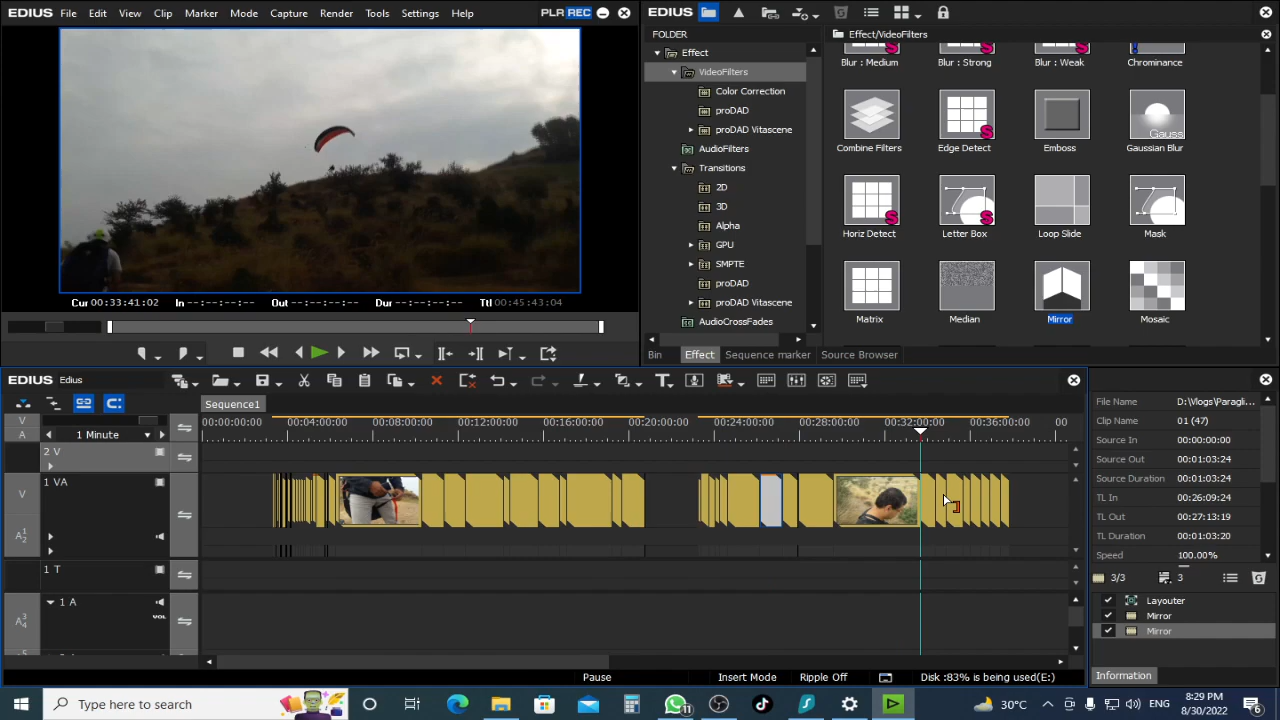 EDIUS File Edit View Clip Marker Mode Capture Render Tools Settings Help PLR REC
EDIUS
FOLDER
Effect/VideoFilters
Effect
VideoFilters
Color Correction
proDAD
proDAD Vitascene
AudioFilters
Transitions
2D
3D
Alpha
GPU
SMPTE
proDAD
proDAD Vitascene
AudioCrossFades
Blur : Medium Blur : Strong Blur : Weak Chrominance
S S S
Combine Filters Edge Detect Emboss Gaussian Blur
S Gauss
Horiz Detect Letter Box Loop Slide Mask
S S
Matrix Median Mirror Mosaic
Cur 00:33:41:02 In --:--:--:-- Out --:--:--:-- Dur --:--:--:-- Ttl 00:45:43:04
Bin Effect Sequence marker Source Browser
EDIUS Edius
Sequence1
V
A
1 Minute
00:00:00:00 00:04:00:00 00:08:00:00 00:12:00:00 00:16:00:00 00:20:00:00 00:24:00:00 00:28:00:00 00:32:00:00 00:36:00:00 00
2 V
1 VA
V
A 1 2
1 T
1 A
VOL
A 3 4
Pause Insert Mode Ripple Off Disk :83% is being used(E:)
File Name D:\Vlogs\Paragli...
Clip Name 01 (47)
Source In 00:00:00:00
Source Out 00:01:03:24
Source Duration 00:01:03:24
TL In 00:26:09:24
TL Out 00:27:13:19
TL Duration 00:01:03:20
Speed 100.00%
3/3 3
Layouter
Mirror
Mirror
Information
Type here to search
11
30°C
ENG
8:29 PM
8/30/2022
6